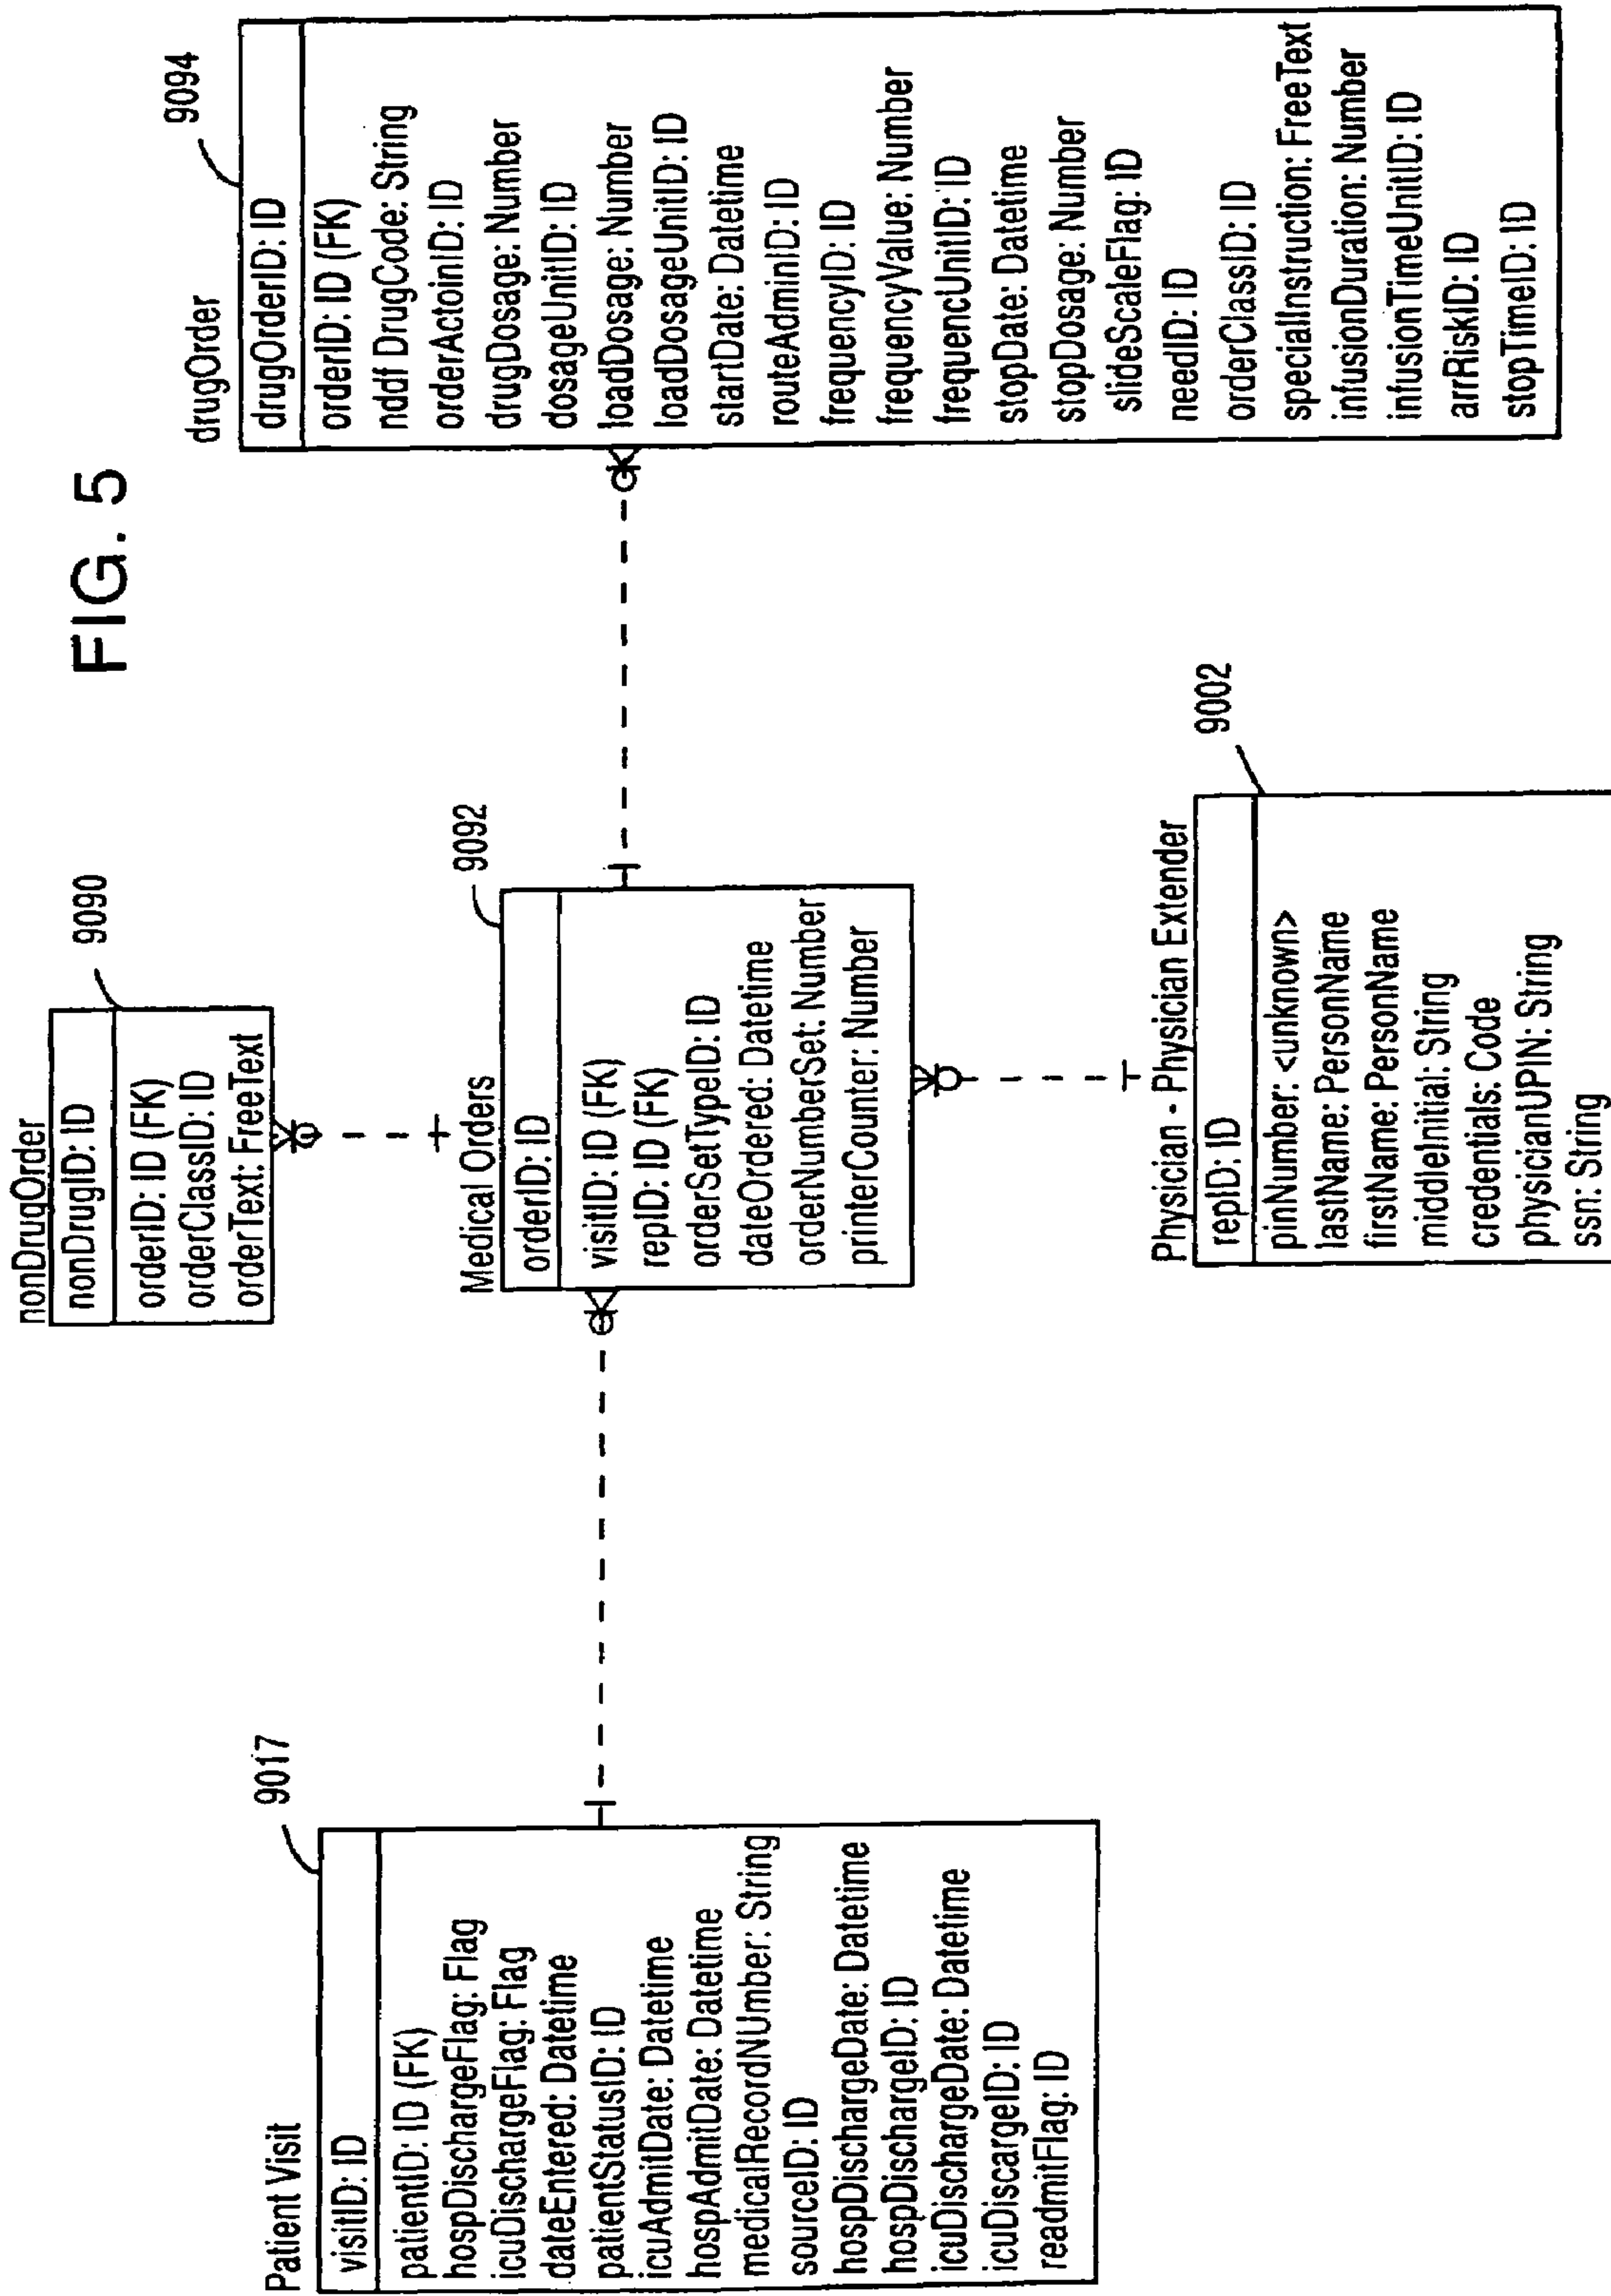 FIG. 5
Patient Visit
9017
visitID: ID
patientID: ID (FK)
hospDischargeFlag: Flag
icuDischargeFlag: Flag
dateEntered: Datetime
patientStatusID: ID
icuAdmitDate: Datetime
hospAdmitDate: Datetime
medicalRecordNUmber: String
sourceID: ID
hospDischargeDate: Datetime
hospDischargeID: ID
icuDischargeDate: Datetime
icuDiscargeID: ID
readmitFlag: ID
nonDrugOrder
9090
nonDrugID: ID
orderID: ID (FK)
orderClassID: ID
orderText: FreeText
Medical Orders
9092
orderID: ID
visitID: ID (FK)
repID: ID (FK)
orderSetTypeID: ID
dateOrdered: Datetime
orderNumberSet: Number
printerCounter: Number
Physician - Physician Extender
9002
repID: ID
pinNumber: <unknown>
lastName: PersonName
firstName: PersonName
middleInitial: String
credentials: Code
physicianUPIN: String
ssn: String
drugOrder
9094
drugOrderID: ID
orderID: ID (FK)
nddf DrugCode: String
orderActoinID: ID
drugDosage: Number
dosageUnitID: ID
loadDosage: Number
loadDosageUnitID: ID
startDate: Datetime
routeAdminID: ID
frequencyID: ID
frequencyValue: Number
frequencUnitID: ID
stopDate: Datetime
stopDosage: Number
slideScaleFlag: ID
needID: ID
orderClassID: ID
specialInstruction: FreeText
infusionDuration: Number
infusionTimeUnitID: ID
arrRiskID: ID
stopTimeID: ID